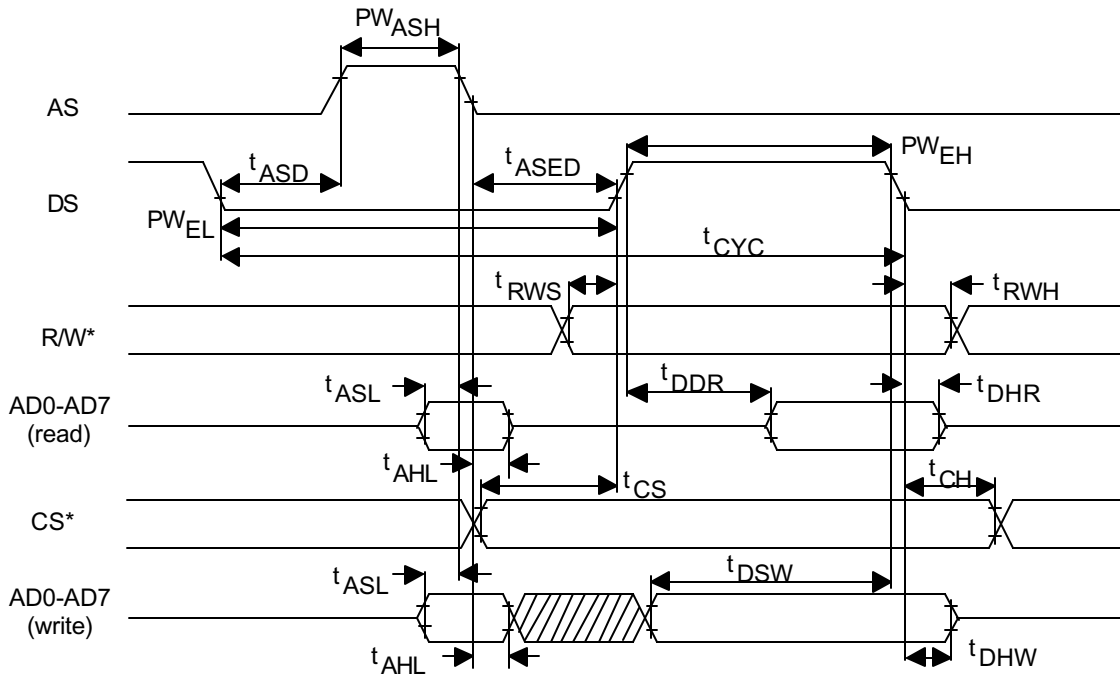 PWASH
AS
tASD
tASED
PWEH
DS
PWEL
tCYC
tRWS
tRWH
R/W*
tASL
tDDR
tDHR
AD0-AD7
(read)
tAHL
tCS
tCH
CS*
tASL
tDSW
AD0-AD7
(write)
tAHL
tDHW